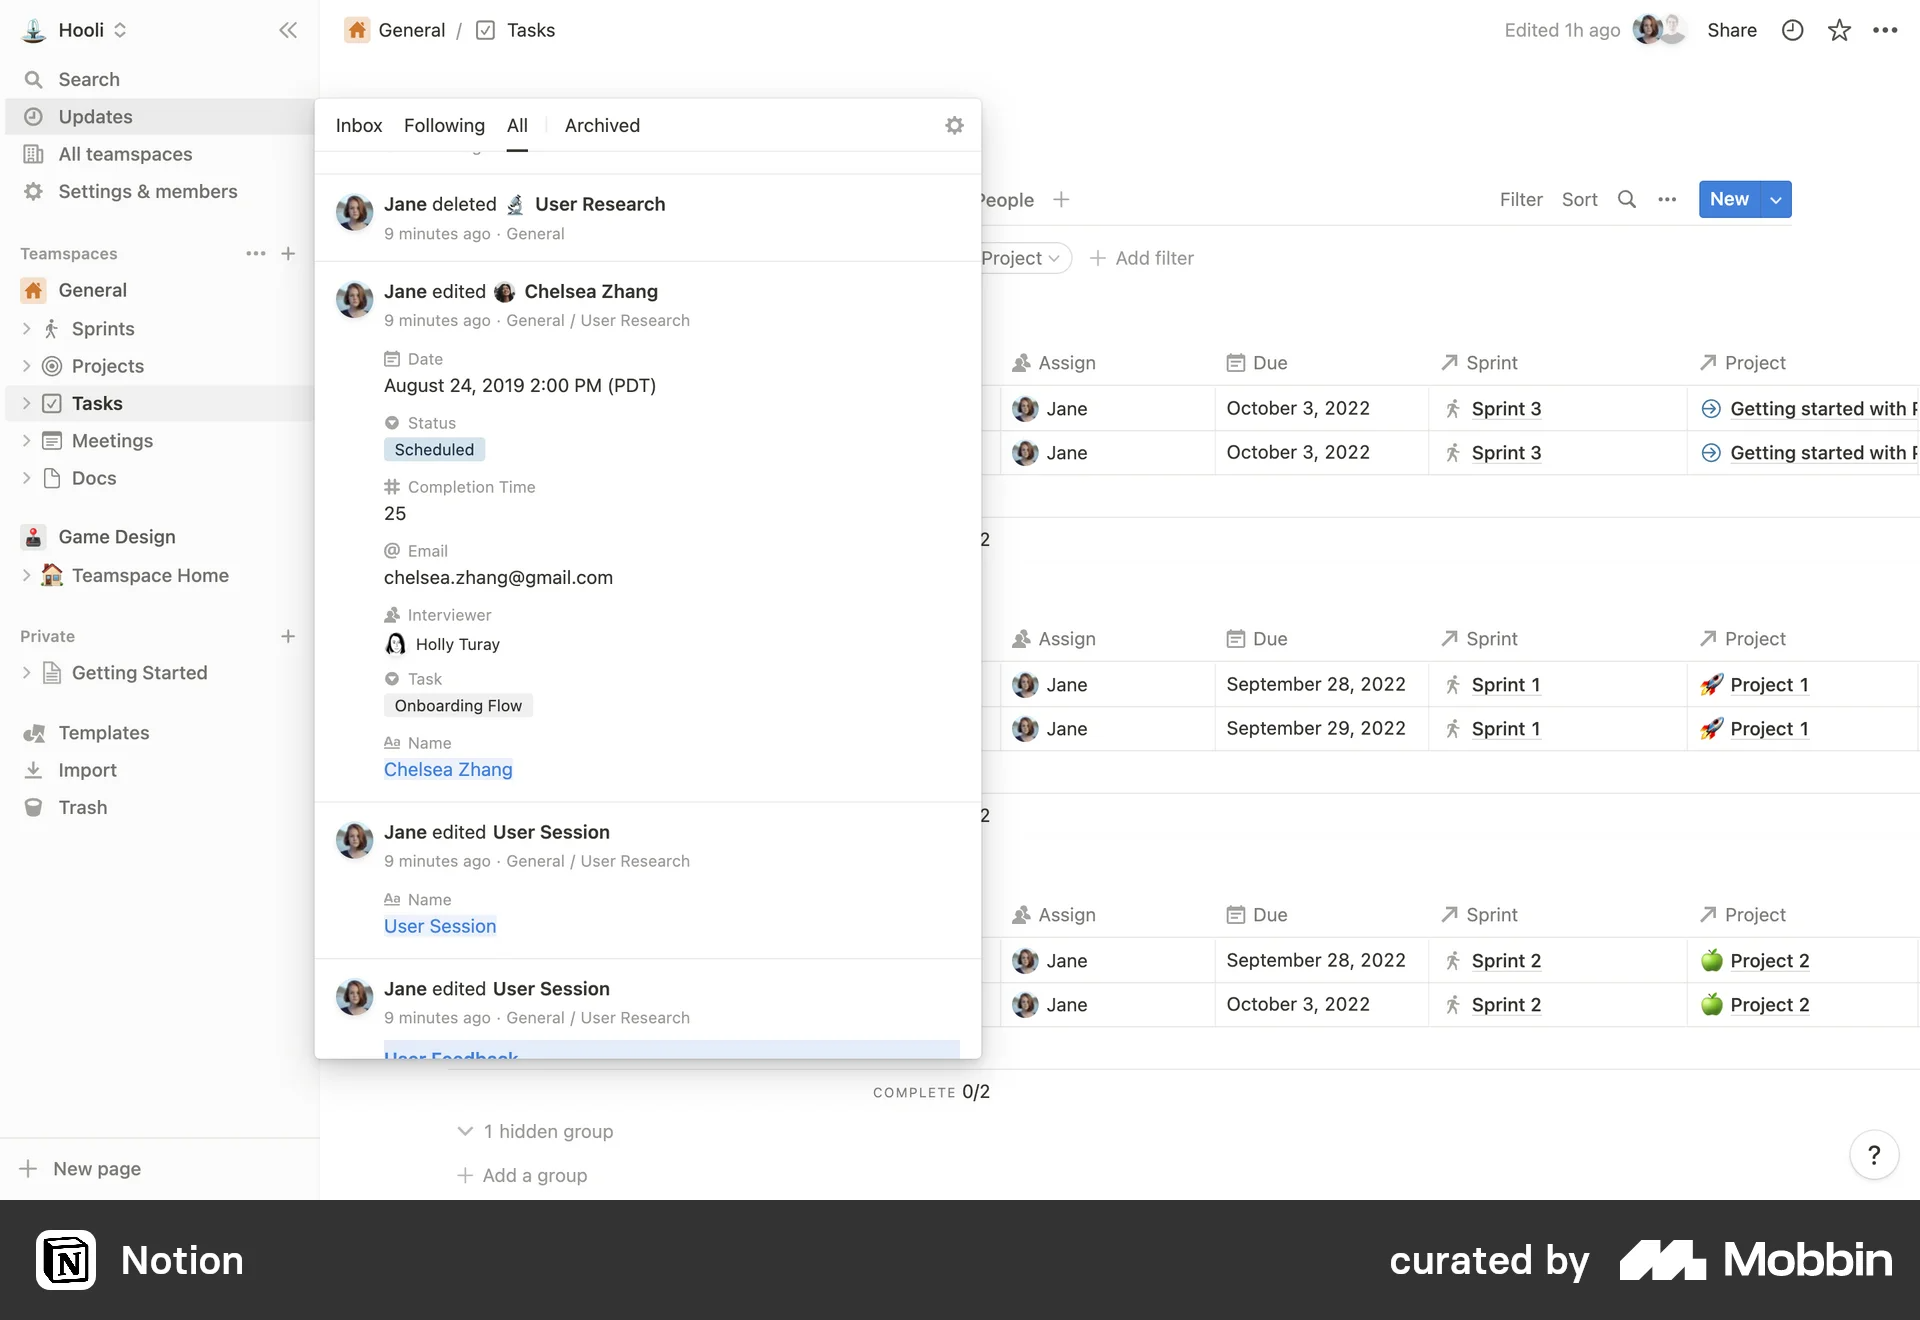 Hooli
Search
Updates
All teamspaces
Settings & members
Teamspaces
General
Sprints
Projects
Tasks
Meetings
Docs
Game Design
Teamspace Home
Private
Getting Started
Templates
Import
Trash
New page
General / Tasks
Edited 1h ago Share
Inbox Following All Archived
Jane deleted User Research
9 minutes ago · General
Jane edited Chelsea Zhang
9 minutes ago · General / User Research
Date
August 24, 2019 2:00 PM (PDT)
Status
Scheduled
Completion Time
25
@ Email
chelsea.zhang@gmail.com
Interviewer
Holly Turay
Task
Onboarding Flow
Aa Name
Chelsea Zhang
Jane edited User Session
9 minutes ago · General / User Research
Aa Name
User Session
Jane edited User Session
9 minutes ago · General / User Research
User Feedback
People
Filter Sort New
Project Add filter
Assign Due Sprint Project
Jane October 3, 2022 Sprint 3 Getting started with
Jane October 3, 2022 Sprint 3 Getting started with
2
Assign Due Sprint Project
Jane September 28, 2022 Sprint 1 Project 1
Jane September 29, 2022 Sprint 1 Project 1
2
Assign Due Sprint Project
Jane September 28, 2022 Sprint 2 Project 2
Jane October 3, 2022 Sprint 2 Project 2
COMPLETE 0/2
1 hidden group
Add a group
?
N Notion
curated by Mobbin